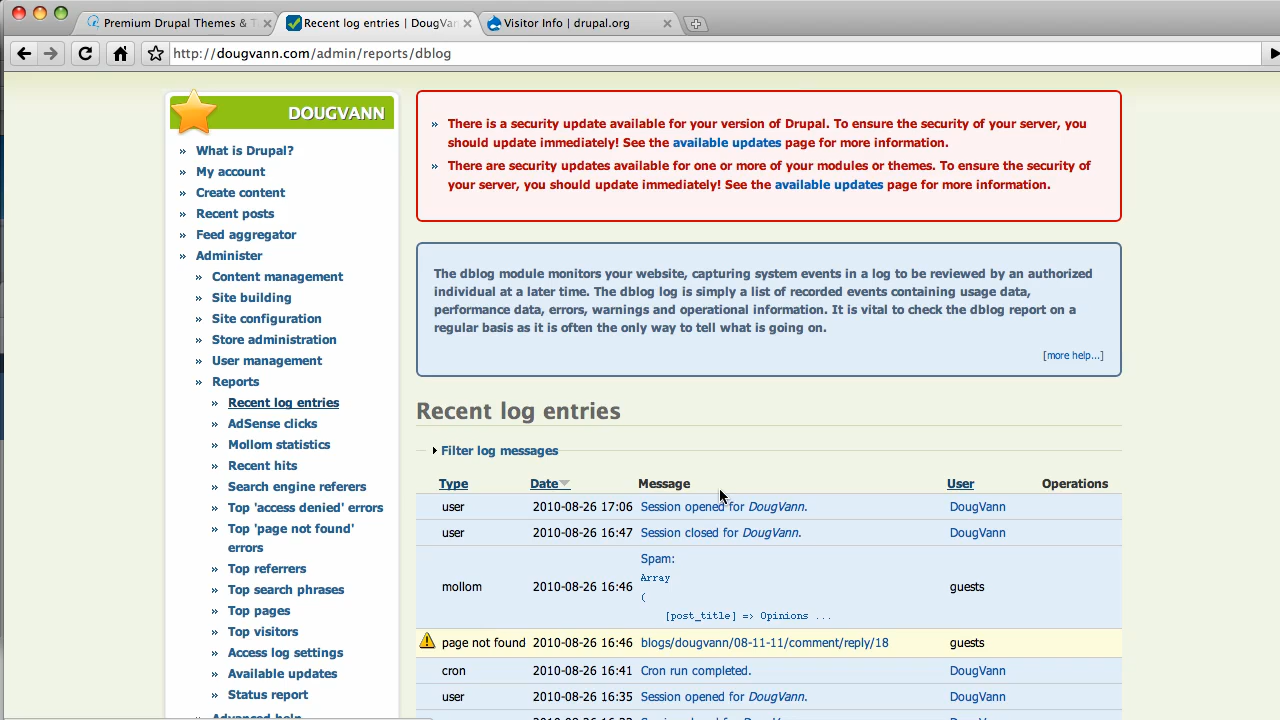 Premium Drupal Themes & T
Recent log entries | DougVan
Visitor Info | drupal.org
http://dougvann.com/admin/reports/dblog
DOUGVANN
» What is Drupal?
» My account
» Create content
» Recent posts
» Feed aggregator
» Administer
» Content management
» Site building
» Site configuration
» Store administration
» User management
» Reports
» Recent log entries
» AdSense clicks
» Mollom statistics
» Recent hits
» Search engine referers
» Top 'access denied' errors
» Top 'page not found'
errors
» Top referrers
» Top search phrases
» Top pages
» Top visitors
» Access log settings
» Available updates
» Status report
» Advanced help
» There is a security update available for your version of Drupal. To ensure the security of your server, you
should update immediately! See the available updates page for more information.
» There are security updates available for one or more of your modules or themes. To ensure the security of
your server, you should update immediately! See the available updates page for more information.
The dblog module monitors your website, capturing system events in a log to be reviewed by an authorized
individual at a later time. The dblog log is simply a list of recorded events containing usage data,
performance data, errors, warnings and operational information. It is vital to check the dblog report on a
regular basis as it is often the only way to tell what is going on.
[more help...]
Recent log entries
Filter log messages
Type Date Message User Operations
user 2010-08-26 17:06 Session opened for DougVann. DougVann
user 2010-08-26 16:47 Session closed for DougVann. DougVann
Spam:
Array
(
mollom 2010-08-26 16:46 guests
[post_title] => Opinions ...
page not found 2010-08-26 16:46 blogs/dougvann/08-11-11/comment/reply/18 guests
cron 2010-08-26 16:41 Cron run completed. DougVann
user 2010-08-26 16:35 Session opened for DougVann. DougVann